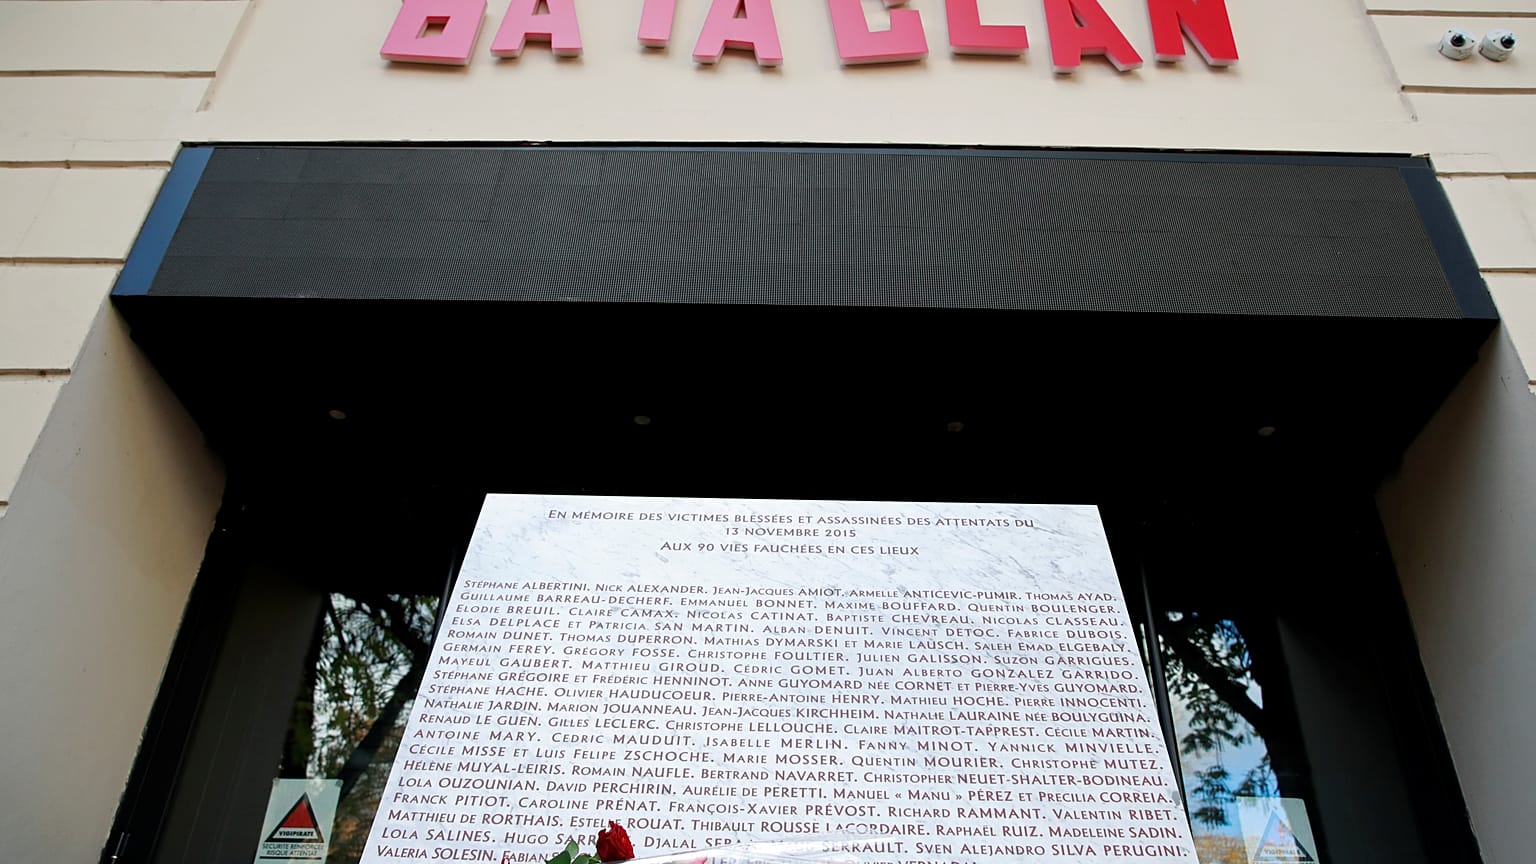 BATACLAN
EN MÉMOIRE DES VICTIMES BLESSÉES ET ASSASSINÉES DES ATTENTATS DU
13 NOVEMBRE 2015
AUX 90 VIES FAUCHÉES EN CES LIEUX
STÉPHANE ALBERTINI. NICK ALEXANDER. JEAN-JACQUES AMIOT. ARMELLE ANTICEVIC-PUMIR. THOMAS AYAD.
GUILLAUME BARREAU-DECHERF. EMMANUEL BONNET. MAXIME BOUFFARD. QUENTIN BOULENGER.
ELODIE BREUIL. CLAIRE CAMAX. NICOLAS CATINAT. BAPTISTE CHEVREAU. NICOLAS CLASSEAU.
ELSA DELPLACE ET PATRICIA SAN MARTIN. ALBAN DENUIT. VINCENT DETOC. FABRICE DUBOIS.
ROMAIN DUNET. THOMAS DUPERRON. MATHIAS DYMARSKI ET MARIE LAUSCH. SALEH EMAD ELGEBALY.
GERMAIN FEREY. GRÉGORY FOSSE. CHRISTOPHE FOULTIER. JULIEN GALISSON. SUZON GARRIGUES.
MAYEUL GAUBERT. MATTHIEU GIROUD. CÉDRIC GOMET. JUAN ALBERTO GONZALEZ GARRIDO.
STÉPHANE GRÉGOIRE ET FRÉDÉRIC HENNINOT. ANNE GUYOMARD NÉE CORNET ET PIERRE-YVES GUYOMARD.
STÉPHANE HACHE. OLIVIER HAUDUCOEUR. PIERRE-ANTOINE HENRY. MATHIEU HOCHE. PIERRE INNOCENTI.
NATHALIE JARDIN. MARION JOUANNEAU. JEAN-JACQUES KIRCHHEIM. NATHALIE LAURAINE NÉE BOULYGUINA.
RENAUD LE GUEN. GILLES LECLERC. CHRISTOPHE LELLOUCHE. CLAIRE MAITROT-TAPPREST. CÉCILE MARTIN.
ANTOINE MARY. CEDRIC MAUDUIT. ISABELLE MERLIN. FANNY MINOT. YANNICK MINVIELLE.
CÉCILE MISSE ET LUIS FELIPE ZSCHOCHE. MARIE MOSSER. QUENTIN MOURIER. CHRISTOPHE MUTEZ.
HÉLÈNE MUYAL-LEIRIS. ROMAIN NAUFLE. BERTRAND NAVARRET. CHRISTOPHER NEUET-SHALTER-BODINEAU.
LOLA OUZOUNIAN. DAVID PERCHIRIN. AURÉLIE DE PERETTI. MANUEL « MANU » PÉREZ ET PRECILIA CORREIA.
FRANCK PITIOT. CAROLINE PRÉNAT. FRANÇOIS-XAVIER PRÉVOST. RICHARD RAMMANT. VALENTIN RIBET.
MATTHIEU DE RORTHAIS. ESTELLE ROUAT. THIBAULT ROUSSE LACORDAIRE. RAPHAËL RUIZ. MADELEINE SADIN.
LOLA SALINES. HUGO SARR DJALAL SERRAULT. SVEN ALEJANDRO SILVA PERUGINI.
VALERIA SOLESIN. FABIAN
VIGIPIRATE
SÉCURITÉ RENFORCÉE
RISQUE ATTENTAT